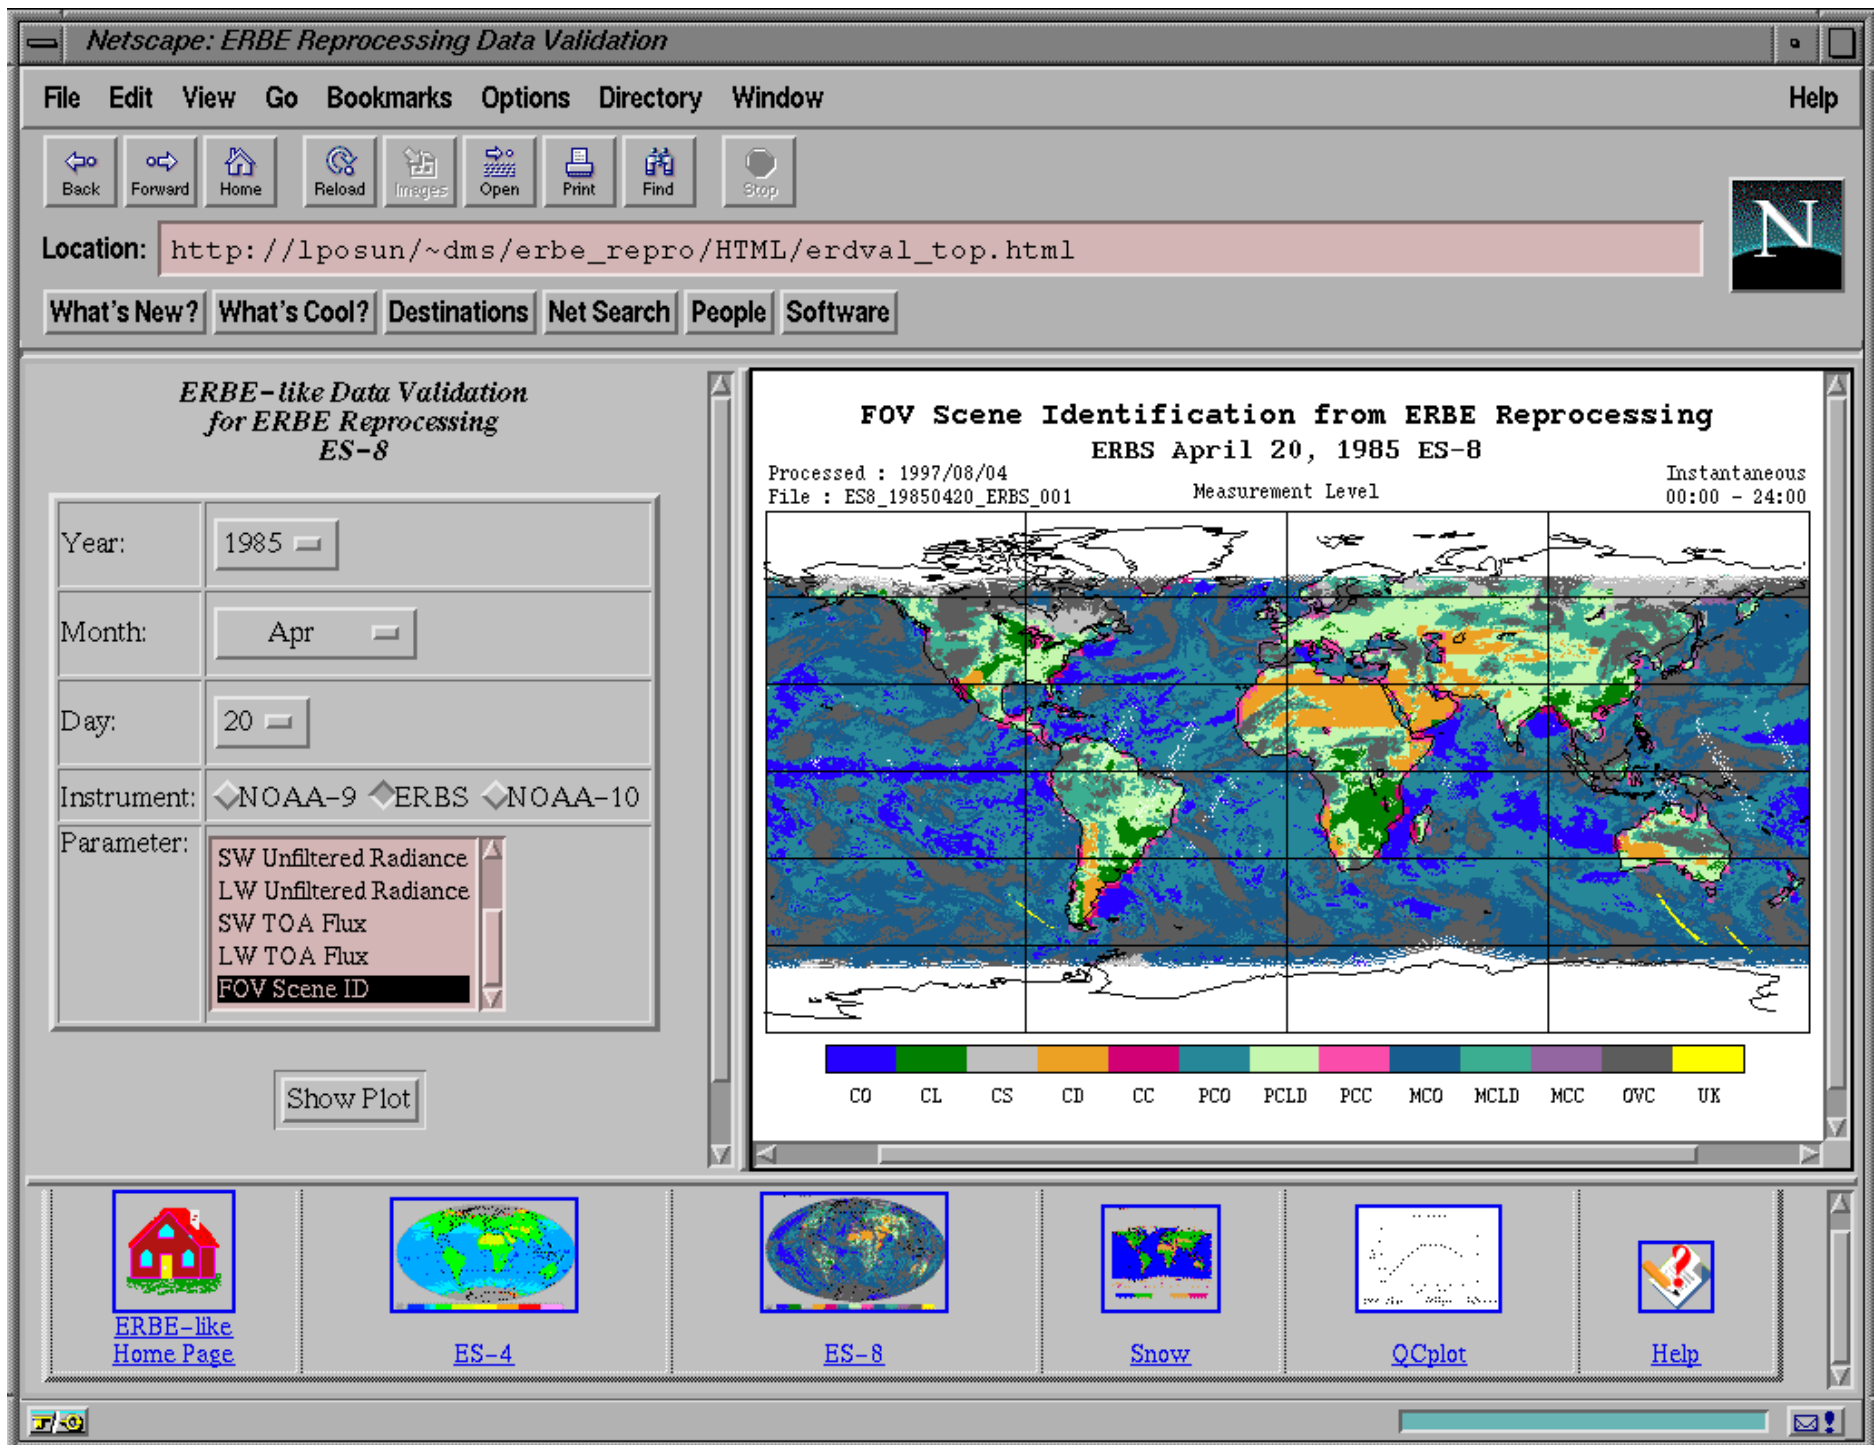 Netscape: ERBE Reprocessing Data Validation
File Edit View Go Bookmarks Options Directory Window Help
Back Forward Home Reload Images Open Print Find Stop
N
Location: http://lposun/~dms/erbe_repro/HTML/erdval_top.html
What's New? What's Cool? Destinations Net Search People Software
ERBE-like Data Validation
for ERBE Reprocessing
ES-8
Year: 1985
Month: Apr
Day: 20
Instrument: NOAA-9 ERBS NOAA-10
Parameter:
SW Unfiltered Radiance
LW Unfiltered Radiance
SW TOA Flux
LW TOA Flux
FOV Scene ID
Show Plot
FOV Scene Identification from ERBE Reprocessing
ERBS April 20, 1985 ES-8
Processed : 1997/08/04 Instantaneous
File : ES8_19850420_ERBS_001 Measurement Level 00:00 - 24:00
CO CL CS CD CC PCO PCLD PCC MCO MCLD MCC OVC UK
ERBE-like
Home Page
ES-4
ES-8
Snow
QCplot
Help